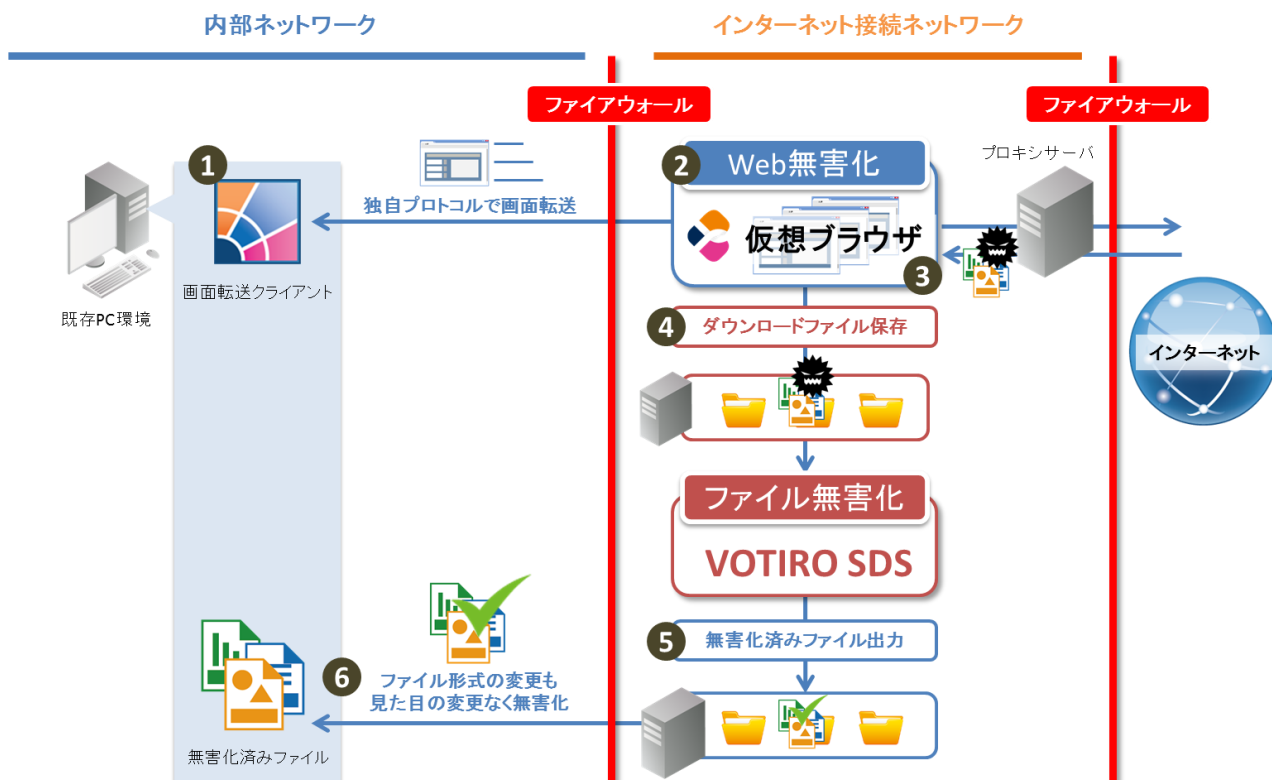 内部ネットワーク
インターネット接続ネットワーク
ファイアウォール
ファイアウォール
1
2
Web無害化
プロキシサーバ
独自プロトコルで画面転送
仮想ブラウザ
3
画面転送クライアント
既存PC環境
4
ダウンロードファイル保存
インターネット
ファイル無害化
VOTIRO SDS
5
無害化済みファイル出力
6
ファイル形式の変更も
見た目の変更なく無害化
無害化済みファイル